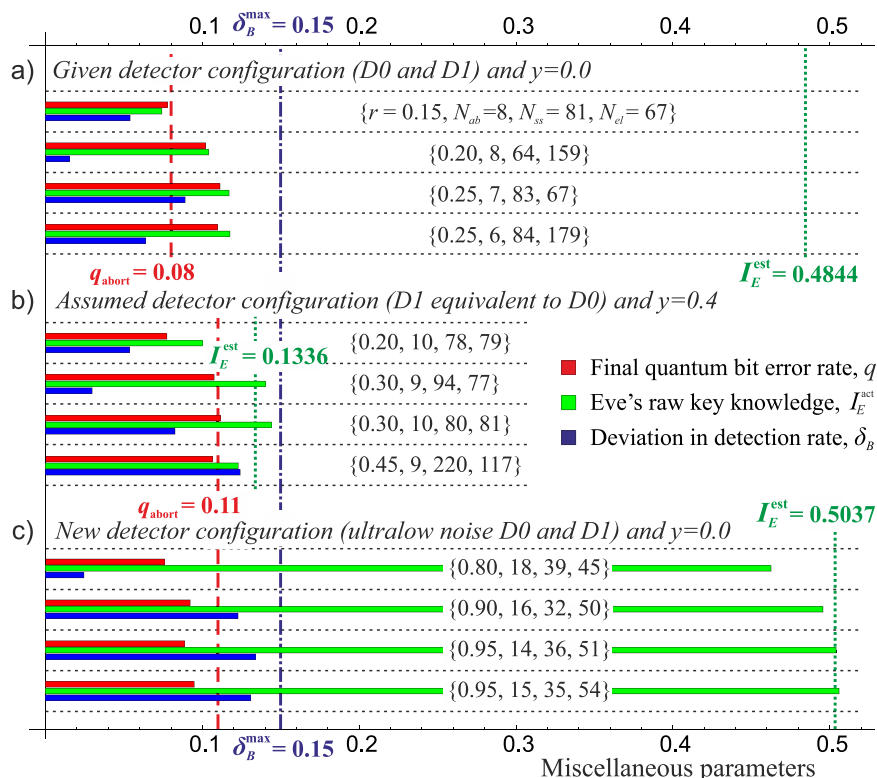 0.1 0.2 0.3 0.4 0.5
δ_B^max = 0.15
a) Given detector configuration (D0 and D1) and y=0.0
{r = 0.15, N_ab=8, N_ss = 81, N_el = 67}
{0.20, 8, 64, 159}
{0.25, 7, 83, 67}
{0.25, 6, 84, 179}
q_abort = 0.08
I_E^est = 0.4844
b) Assumed detector configuration (D1 equivalent to D0) and y=0.4
{0.20, 10, 78, 79}
I_E^est = 0.1336
{0.30, 9, 94, 77}
{0.30, 10, 80, 81}
{0.45, 9, 220, 117}
Final quantum bit error rate, q
Eve's raw key knowledge, I_E^act
Deviation in detection rate, δ_B
q_abort = 0.11
I_E^est = 0.5037
c) New detector configuration (ultralow noise D0 and D1) and y=0.0
{0.80, 18, 39, 45}
{0.90, 16, 32, 50}
{0.95, 14, 36, 51}
{0.95, 15, 35, 54}
0.1 0.2 0.3 0.4 0.5
δ_B^max = 0.15
Miscellaneous parameters